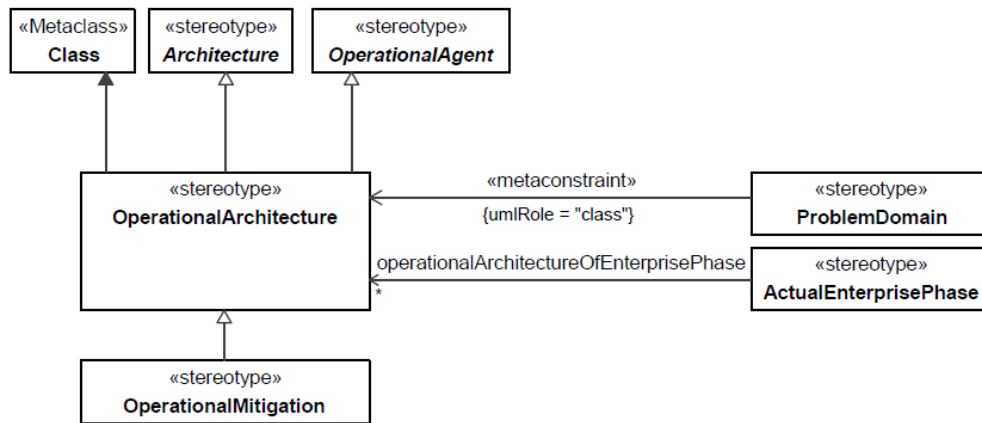 «Metaclass»
Class
«stereotype»
Architecture
«stereotype»
OperationalAgent
«stereotype»
OperationalArchitecture
«metaconstraint»
{umlRole = "class"}
«stereotype»
ProblemDomain
operationalArchitectureOfEnterprisePhase
*
«stereotype»
ActualEnterprisePhase
«stereotype»
OperationalMitigation